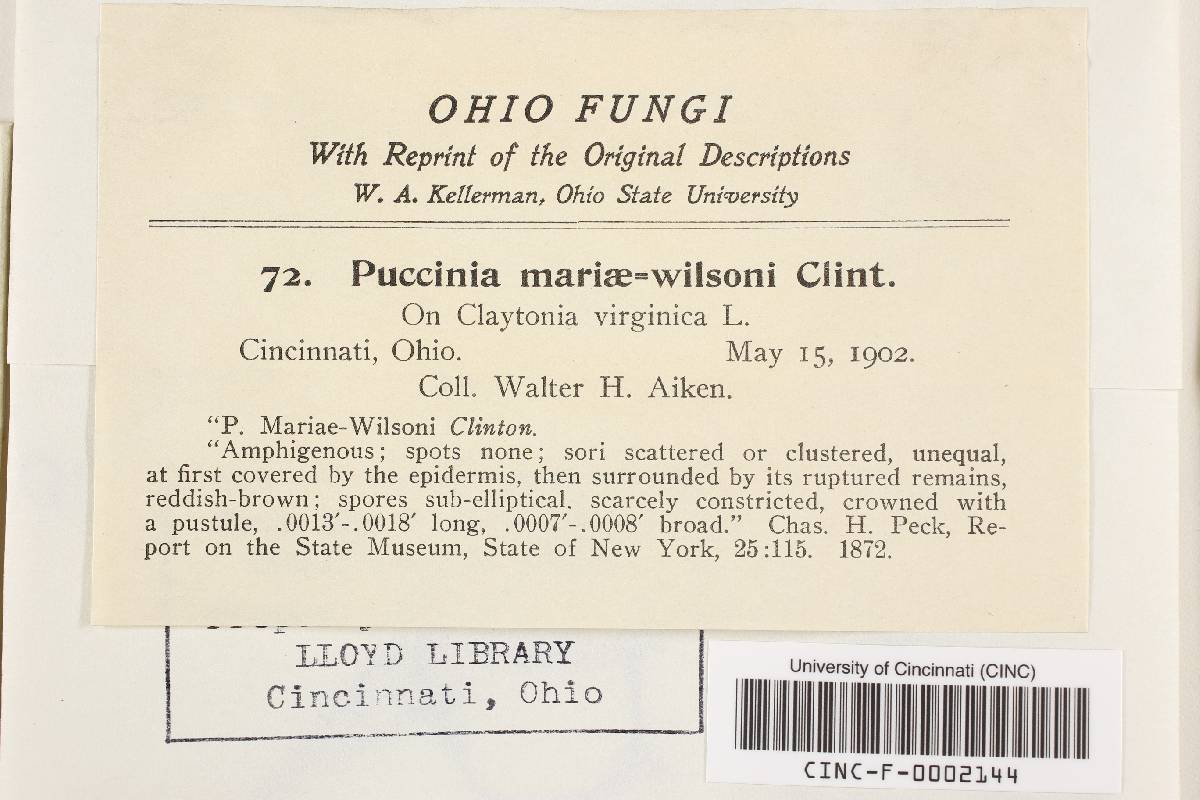 OHIO FUNGI
With Reprint of the Original Descriptions
W. A. Kellerman, Ohio State University
72. Puccinia mariæ=wilsoni Clint.
On Claytonia virginica L.
Cincinnati, Ohio. May 15, 1902.
Coll. Walter H. Aiken.
"P. Mariae-Wilsoni Clinton.
"Amphigenous; spots none; sori scattered or clustered, unequal,
at first covered by the epidermis, then surrounded by its ruptured remains,
reddish-brown; spores sub-elliptical, scarcely constricted, crowned with
a pustule, .0013′-.0018′ long, .0007′-.0008′ broad." Chas. H. Peck, Re-
port on the State Museum, State of New York, 25:115. 1872.
LLOYD LIBRARY
Cincinnati, Ohio
University of Cincinnati (CINC)
CINC-F-0002144